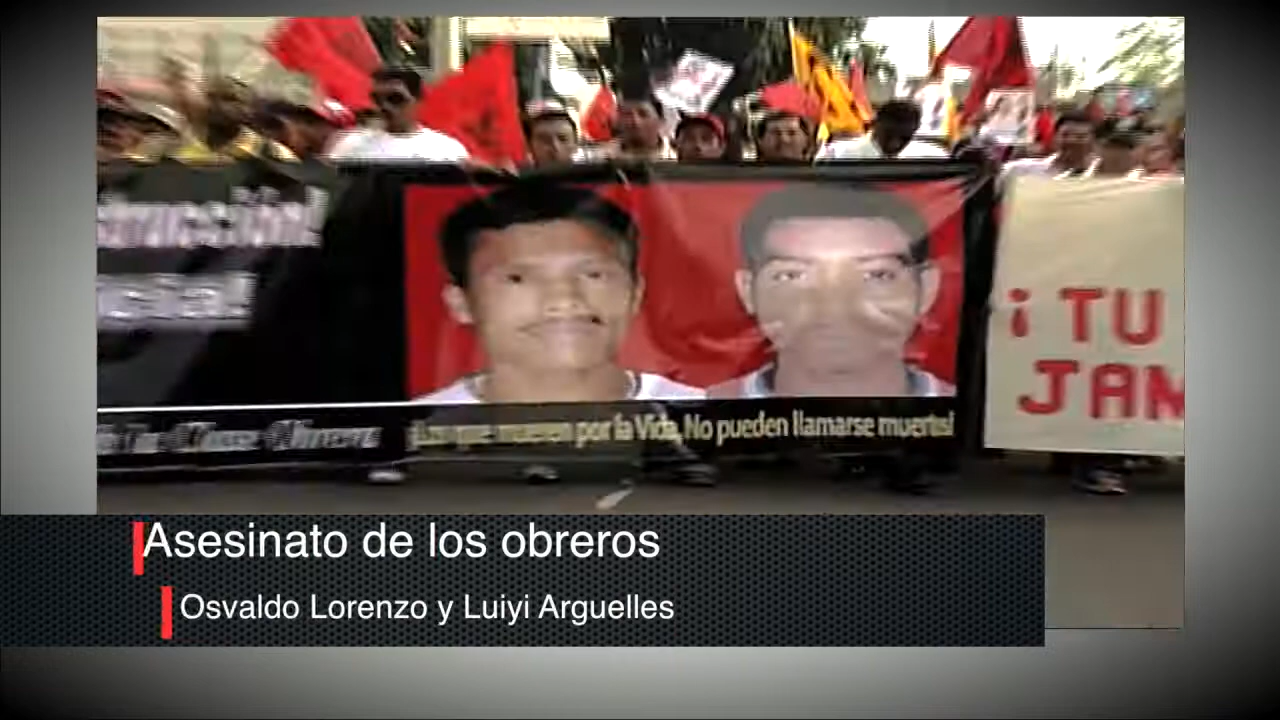 ¡Los que mueren por la Vida, No pueden llamarse muertos!
¡TU
JAM
Asesinato de los obreros
Osvaldo Lorenzo y Luiyi Arguelles